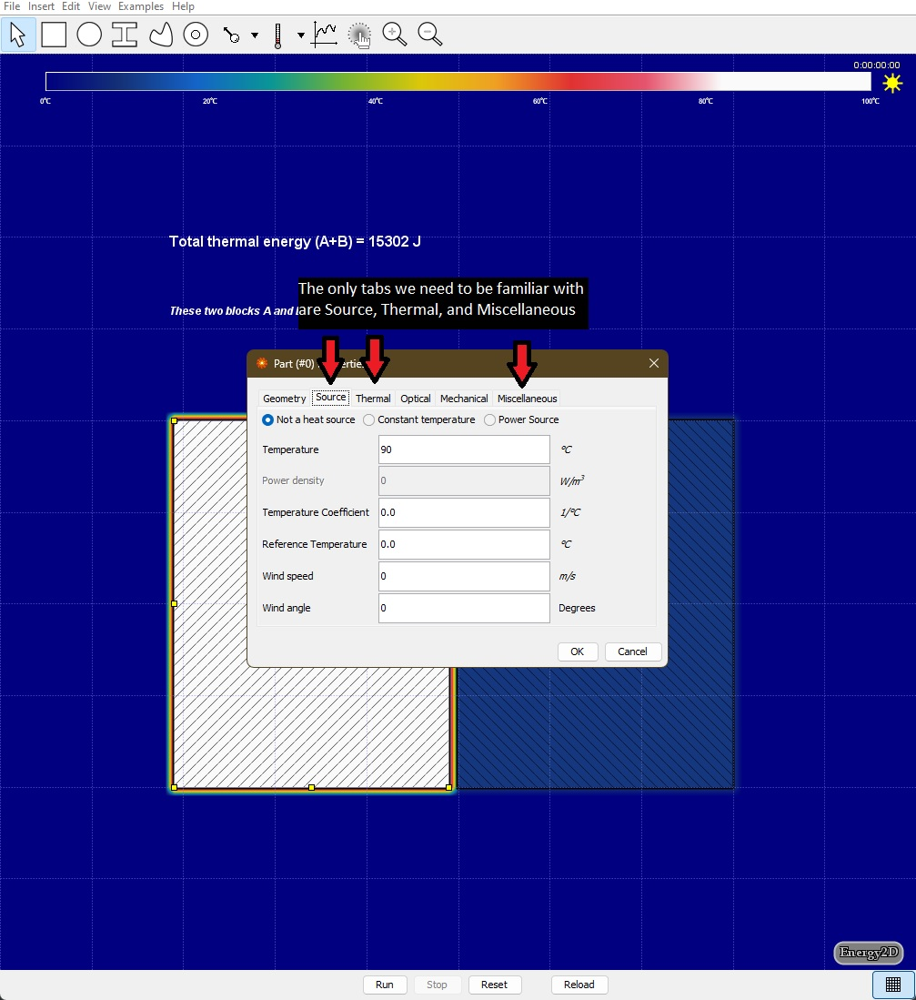 File Insert Edit View Examples Help
0:00:00:00
0℃ 20℃ 40℃ 60℃ 80℃ 100℃
Total thermal energy (A+B) = 15302 J
The only tabs we need to be familiar with
are Source, Thermal, and Miscellaneous
These two blocks A and
Part (#0)
Geometry Source Thermal Optical Mechanical Miscellaneous
Not a heat source Constant temperature Power Source
Temperature 90 ℃
Power density 0 W/m³
Temperature Coefficient 0.0 1/℃
Reference Temperature 0.0 ℃
Wind speed 0 m/s
Wind angle 0 Degrees
OK Cancel
Energy2D
Run Stop Reset Reload